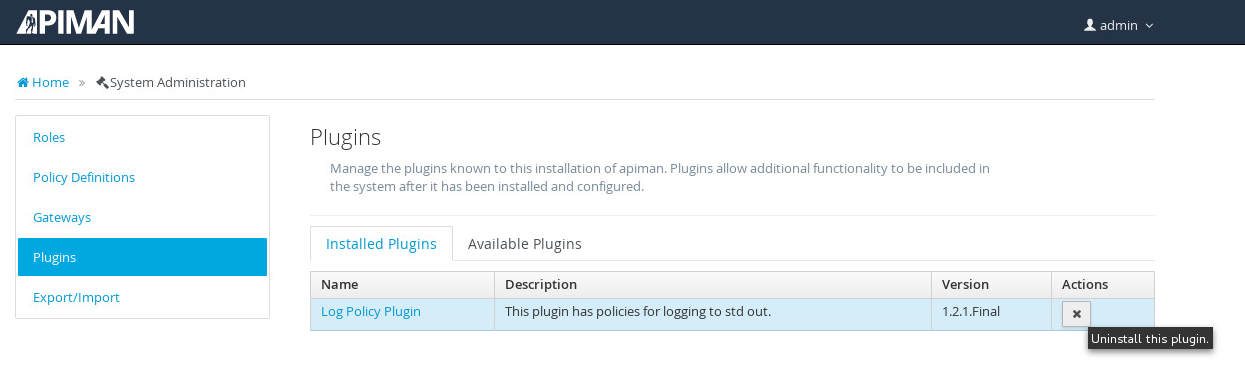 APIMAN
admin
Home » System Administration
Roles
Policy Definitions
Gateways
Plugins
Export/Import
Plugins
Manage the plugins known to this installation of apiman. Plugins allow additional functionality to be included in
the system after it has been installed and configured.
Installed Plugins Available Plugins
Name Description Version Actions
Log Policy Plugin This plugin has policies for logging to std out. 1.2.1.Final
Uninstall this plugin.